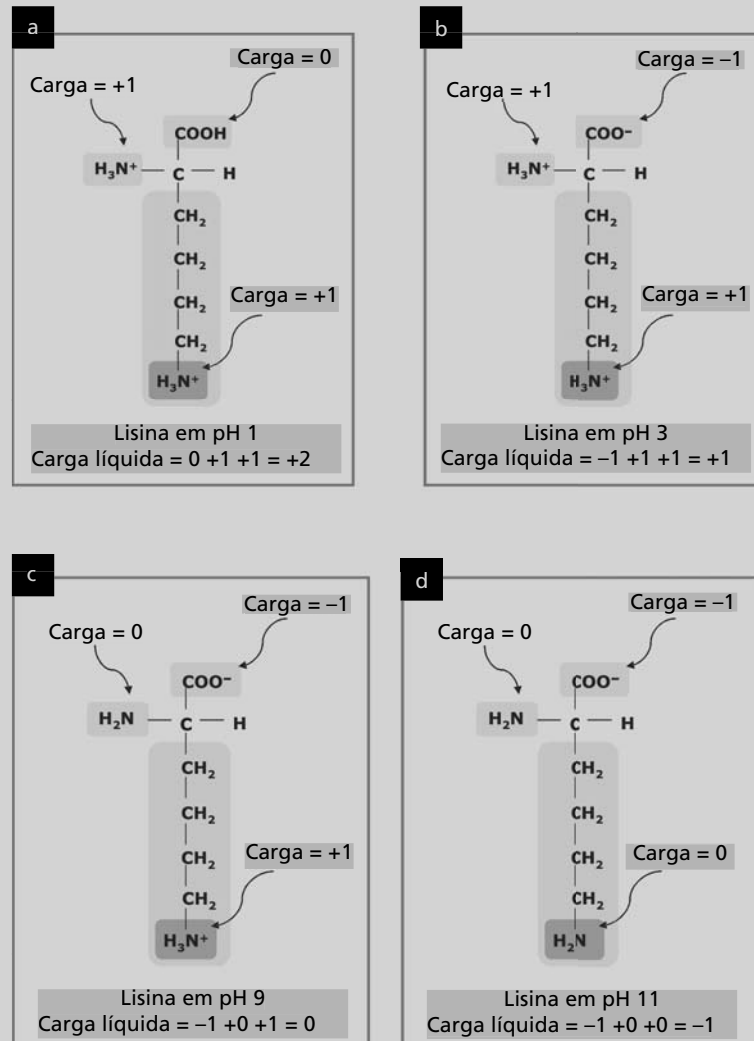 a
Carga = 0
Carga = +1
COOH
H₃N⁺ — C — H
CH₂
CH₂
CH₂
Carga = +1
CH₂
H₃N⁺
Lisina em pH 1
Carga líquida = 0 +1 +1 = +2
b
Carga = –1
Carga = +1
COO⁻
H₃N⁺ — C — H
CH₂
CH₂
CH₂
Carga = +1
CH₂
H₃N⁺
Lisina em pH 3
Carga líquida = –1 +1 +1 = +1
c
Carga = –1
Carga = 0
COO⁻
H₂N — C — H
CH₂
CH₂
CH₂
Carga = +1
CH₂
H₃N⁺
Lisina em pH 9
Carga líquida = –1 +0 +1 = 0
d
Carga = –1
Carga = 0
COO⁻
H₂N — C — H
CH₂
CH₂
CH₂
Carga = 0
CH₂
H₂N
Lisina em pH 11
Carga líquida = –1 +0 +0 = –1